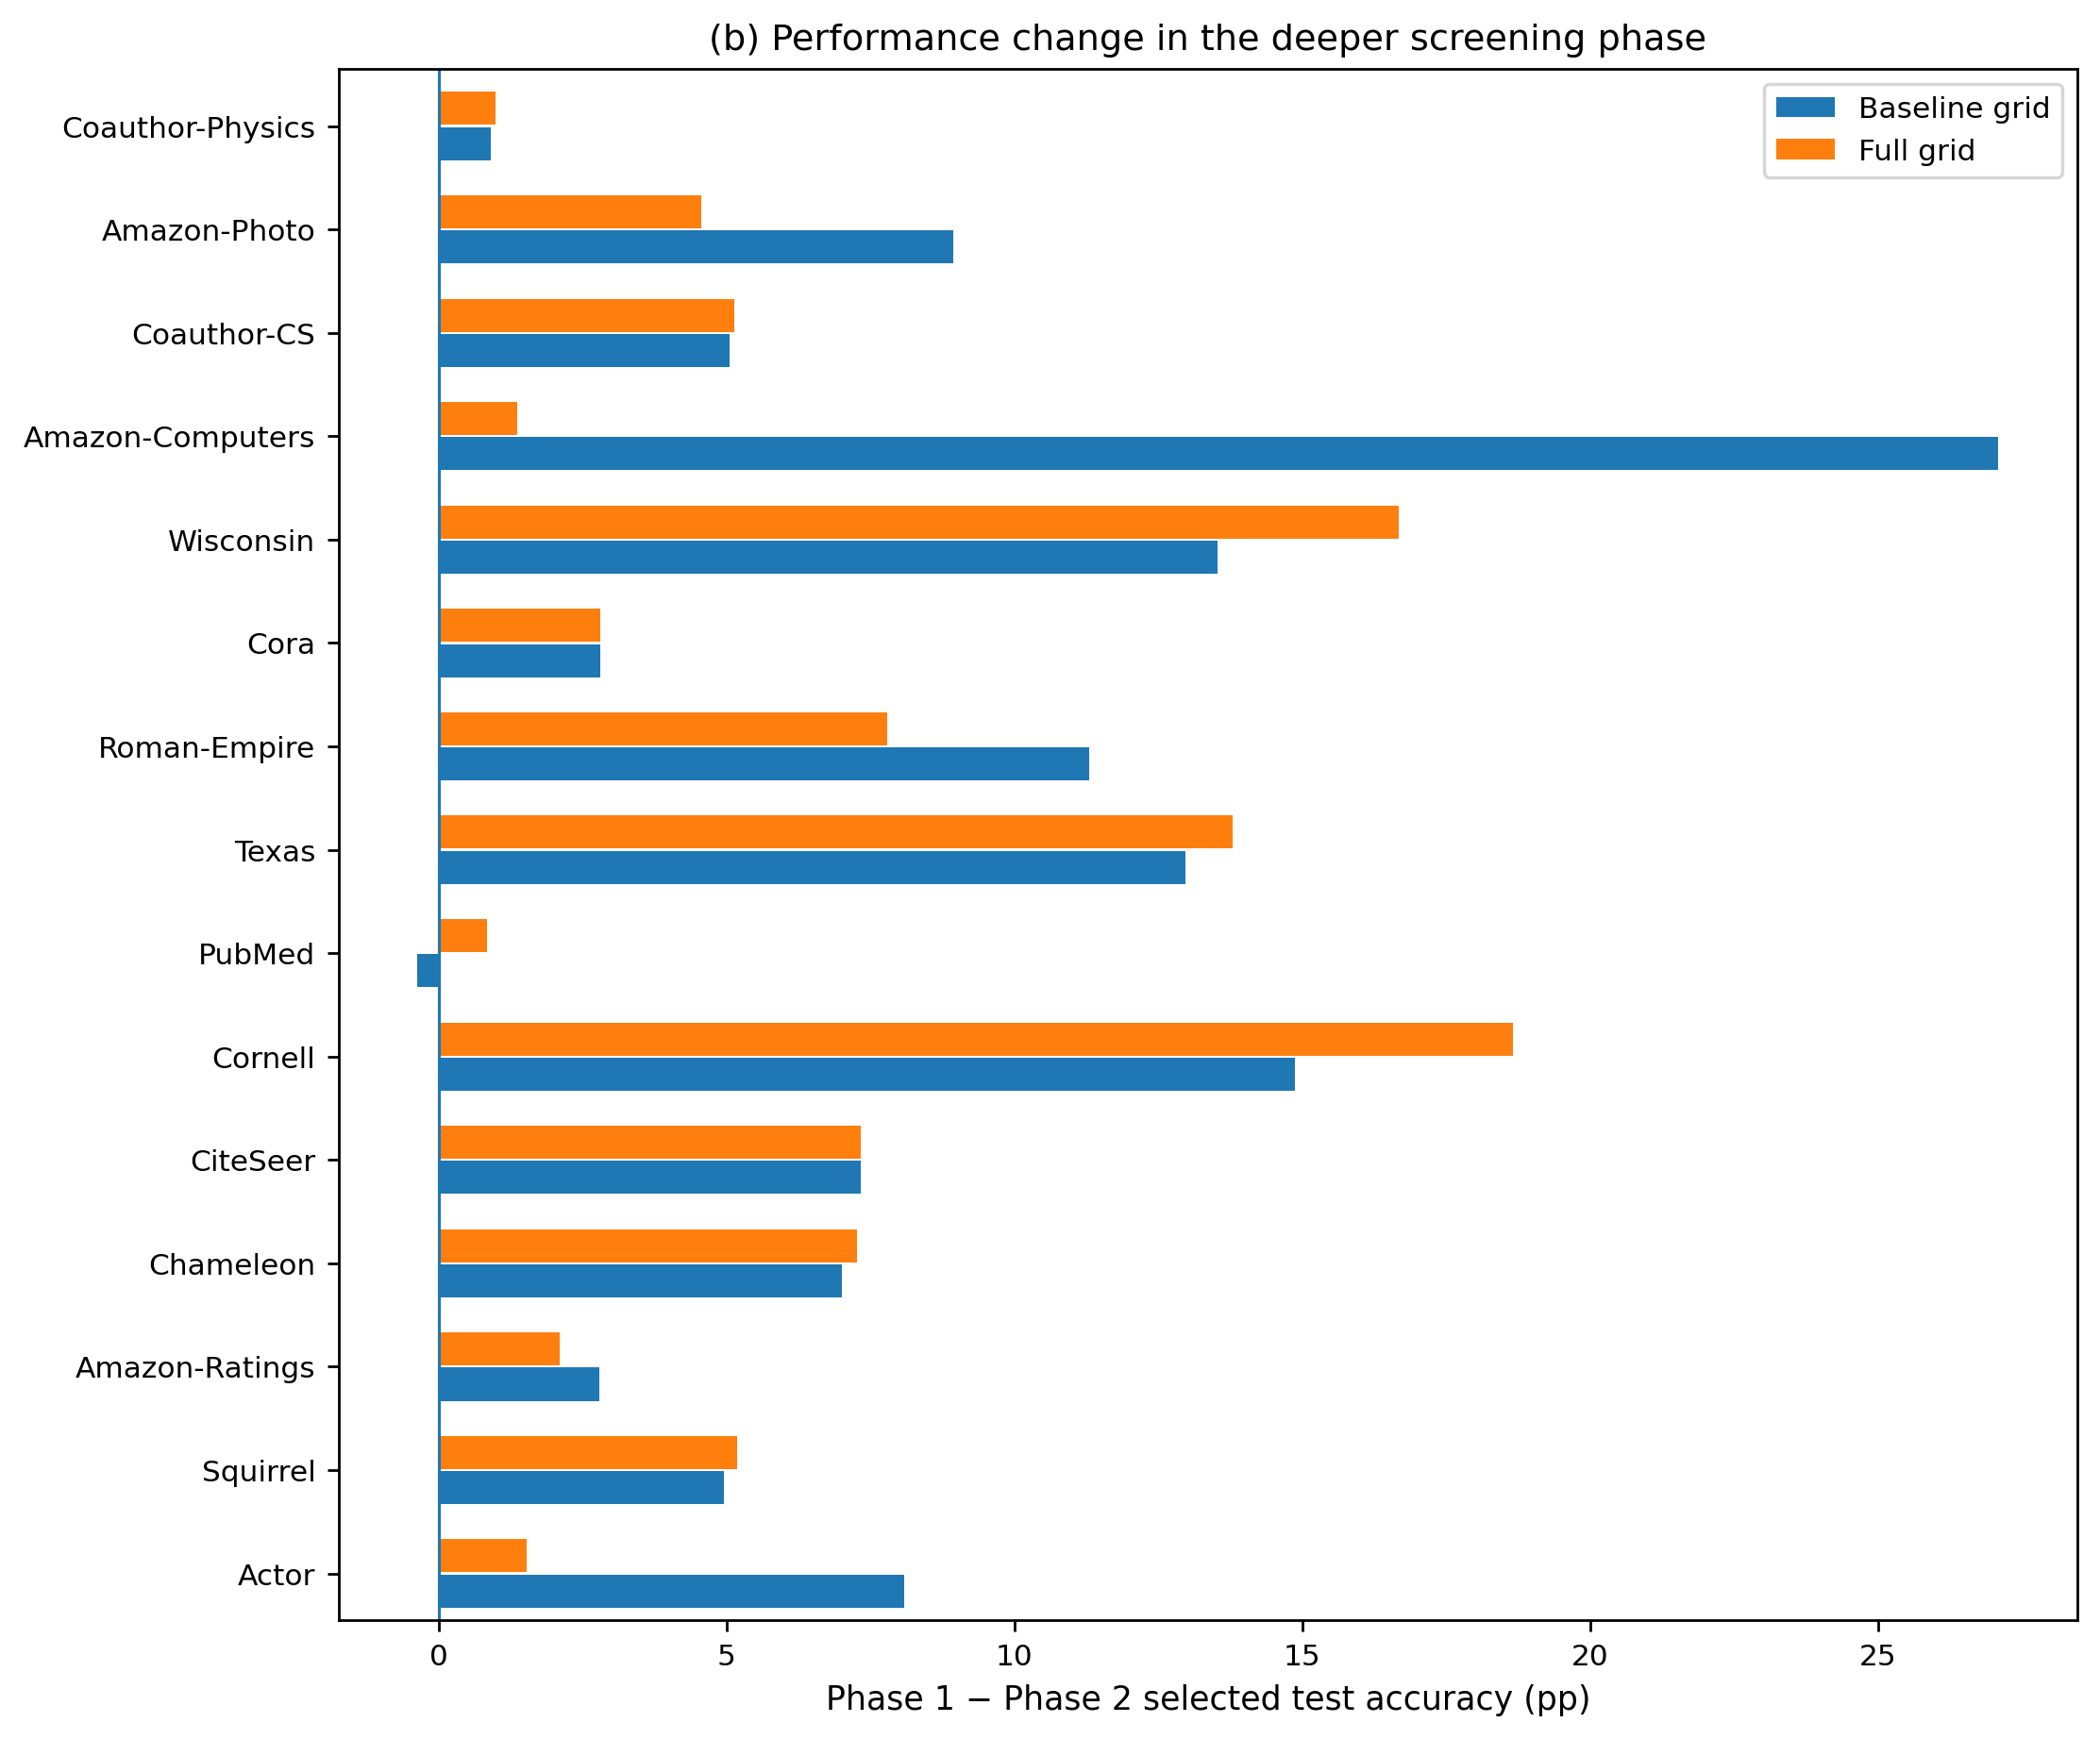 (b) Performance change in the deeper screening phase
Baseline grid
Full grid
Coauthor-Physics
Amazon-Photo
Coauthor-CS
Amazon-Computers
Wisconsin
Cora
Roman-Empire
Texas
PubMed
Cornell
CiteSeer
Chameleon
Amazon-Ratings
Squirrel
Actor
0 5 10 15 20 25
Phase 1 − Phase 2 selected test accuracy (pp)